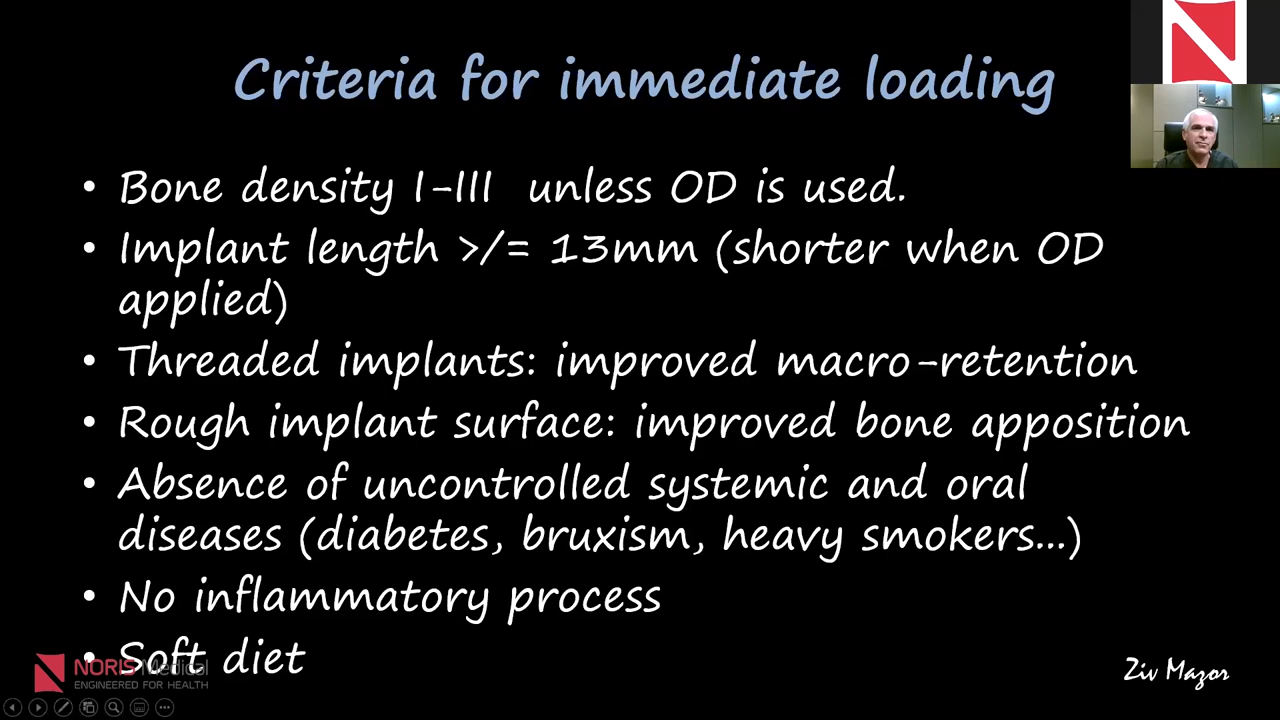 Criteria for immediate loading
• Bone density I-III unless OD is used.
• Implant length >/= 13mm (shorter when OD
applied)
• Threaded implants: improved macro-retention
• Rough implant surface: improved bone apposition
• Absence of uncontrolled systemic and oral
diseases (diabetes, bruxism, heavy smokers...)
• No inflammatory process
• Soft diet
NORIS Medical
ENGINEERED FOR HEALTH
Ziv Mazor